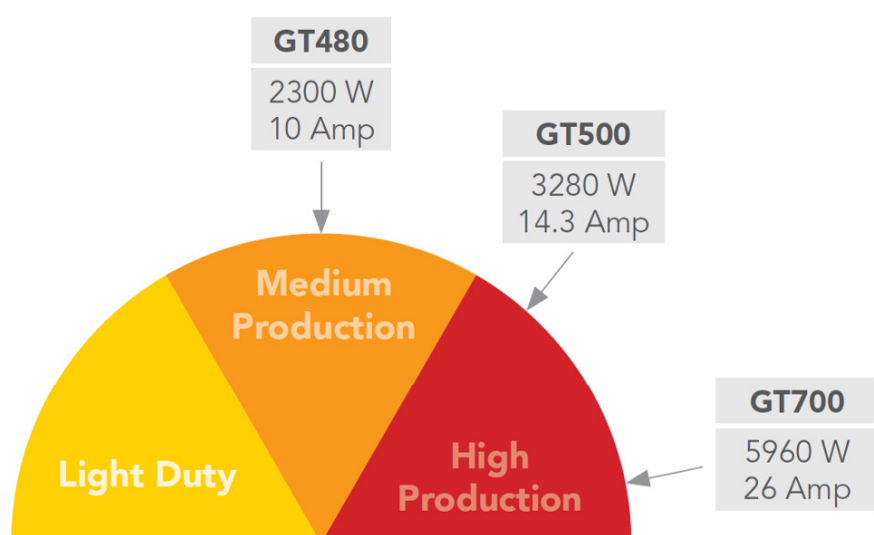 GT480
2300 W
10 Amp
GT500
3280 W
14.3 Amp
Medium
Production
GT700
5960 W
26 Amp
Light Duty
High
Production